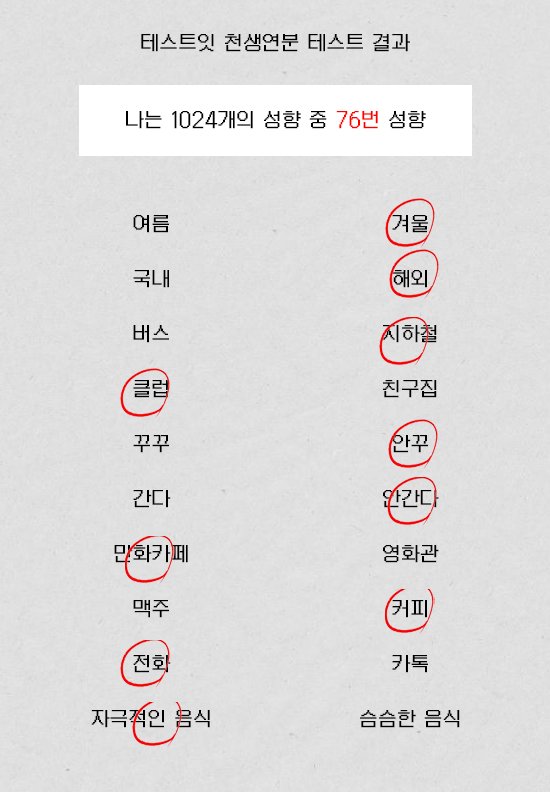 테스트잇 천생연분 테스트 결과
나는 1024개의 성향 중 76번 성향
여름 겨울
국내 해외
버스 지하철
클럽 친구집
꾸꾸 안꾸
간다 안간다
만화카페 영화관
맥주 커피
전화 카톡
자극적인 음식 슴슴한 음식